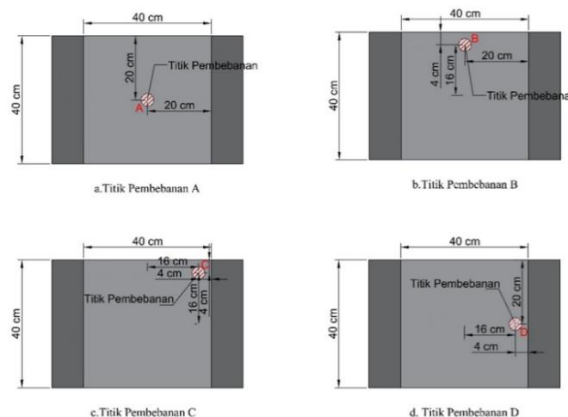 40 cm
20 cm
Titik Pembebanan
A
20 cm
40 cm
a.Titik Pembebanan A
40 cm
B
4 cm
16 cm
20 cm
Titik Pembebanan
40 cm
b.Titik Pembebanan B
40 cm
16 cm
C
4 cm
Titik Pembebanan
16 cm
4 cm
40 cm
c.Titik Pembebanan C
40 cm
Titik Pembebanan
20 cm
D
16 cm
4 cm
40 cm
d. Titik Pembebanan D